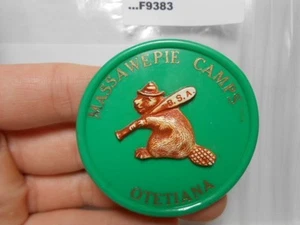 ...F9383
MASSAWEPIE CAMPS
B.S.A
OTETIANA